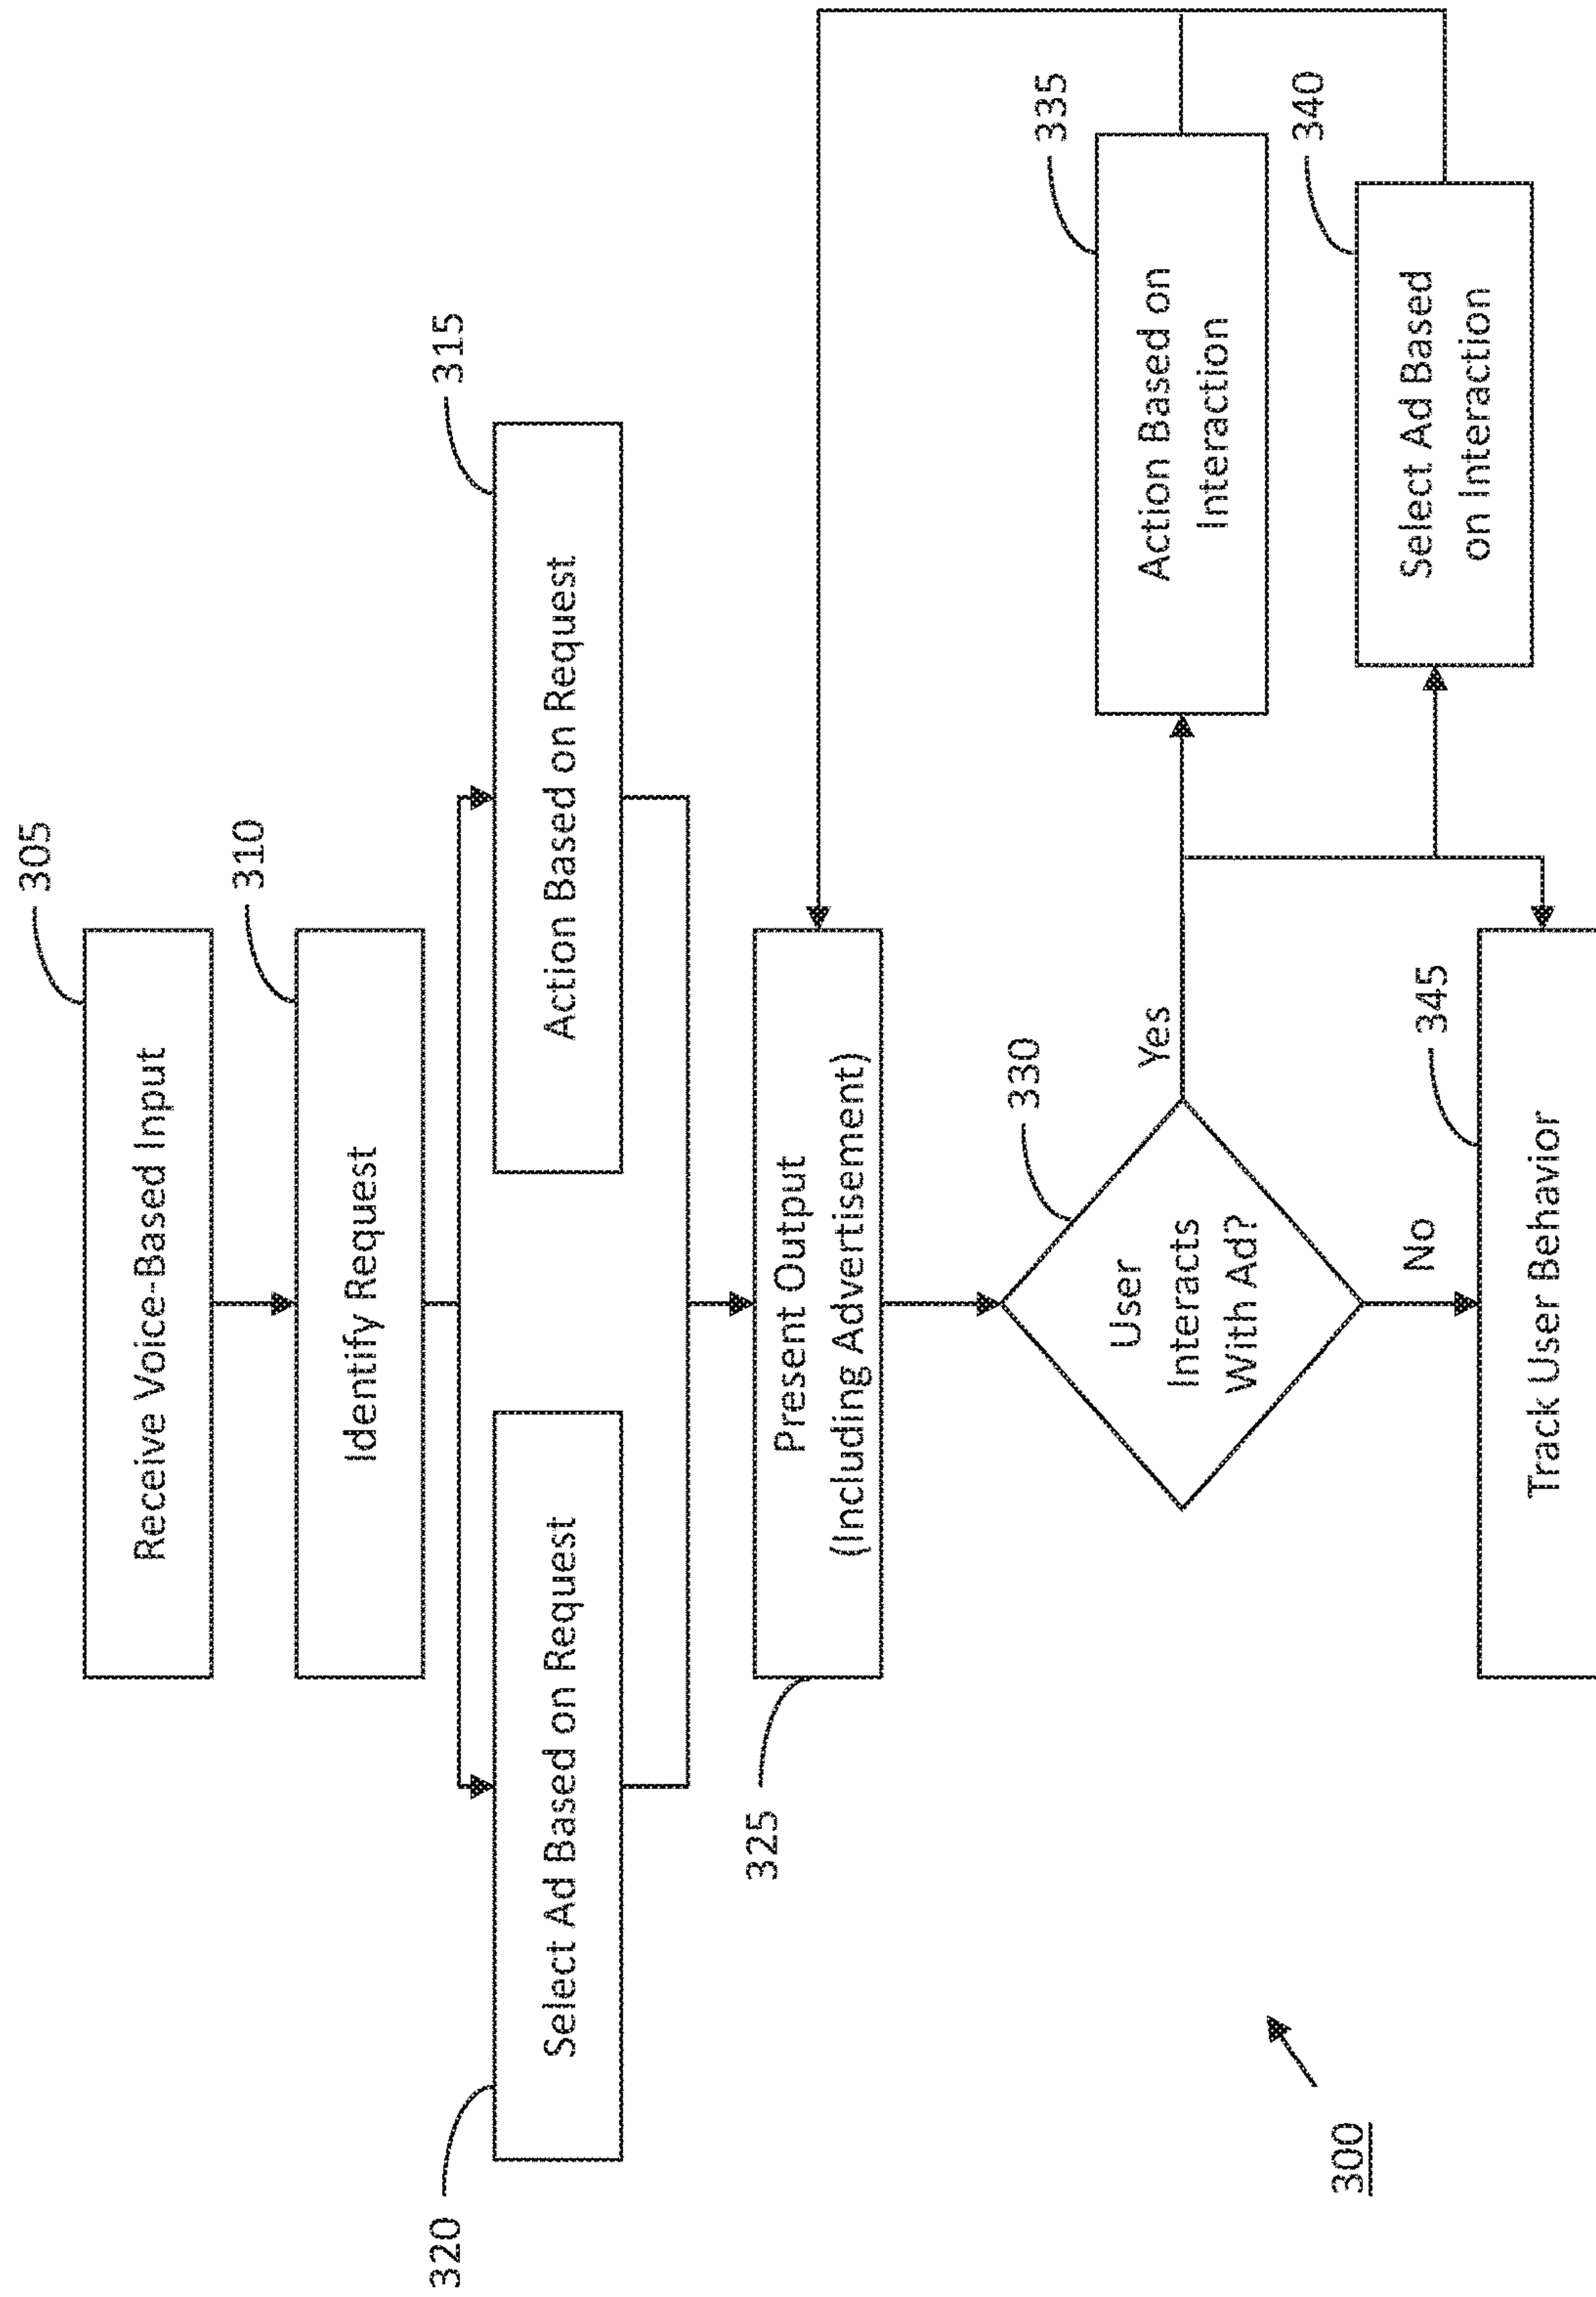 305
Receive Voice-Based Input
310
Identify Request
320
Select Ad Based on Request
315
Action Based on Request
325
Present Output
(Including Advertisement)
330
User
Interacts
With Ad?
Yes
No
335
Action Based on
Interaction
340
Select Ad Based
on Interaction
345
Track User Behavior
300